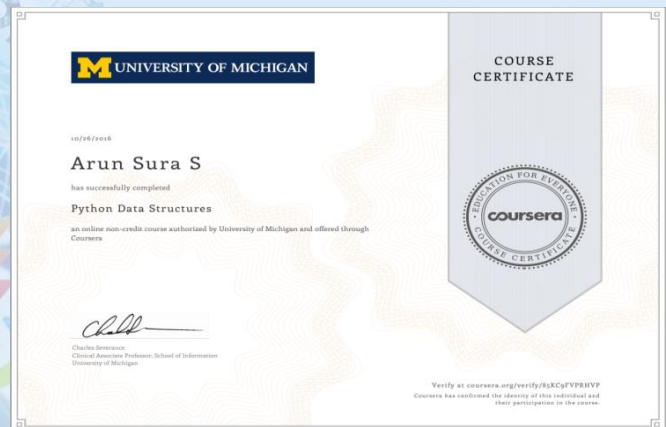 M UNIVERSITY OF MICHIGAN
COURSE
CERTIFICATE
10/26/2016
Arun Sura S
has successfully completed
Python Data Structures
an online non-credit course authorized by University of Michigan and offered through
Coursera
EDUCATION FOR EVERYONE
coursera
COURSE CERTIFICATE
Charles Severance
Clinical Associate Professor, School of Information
University of Michigan
Verify at coursera.org/verify/85KC9FVPRHVP
Coursera has confirmed the identity of this individual and
their participation in the course.